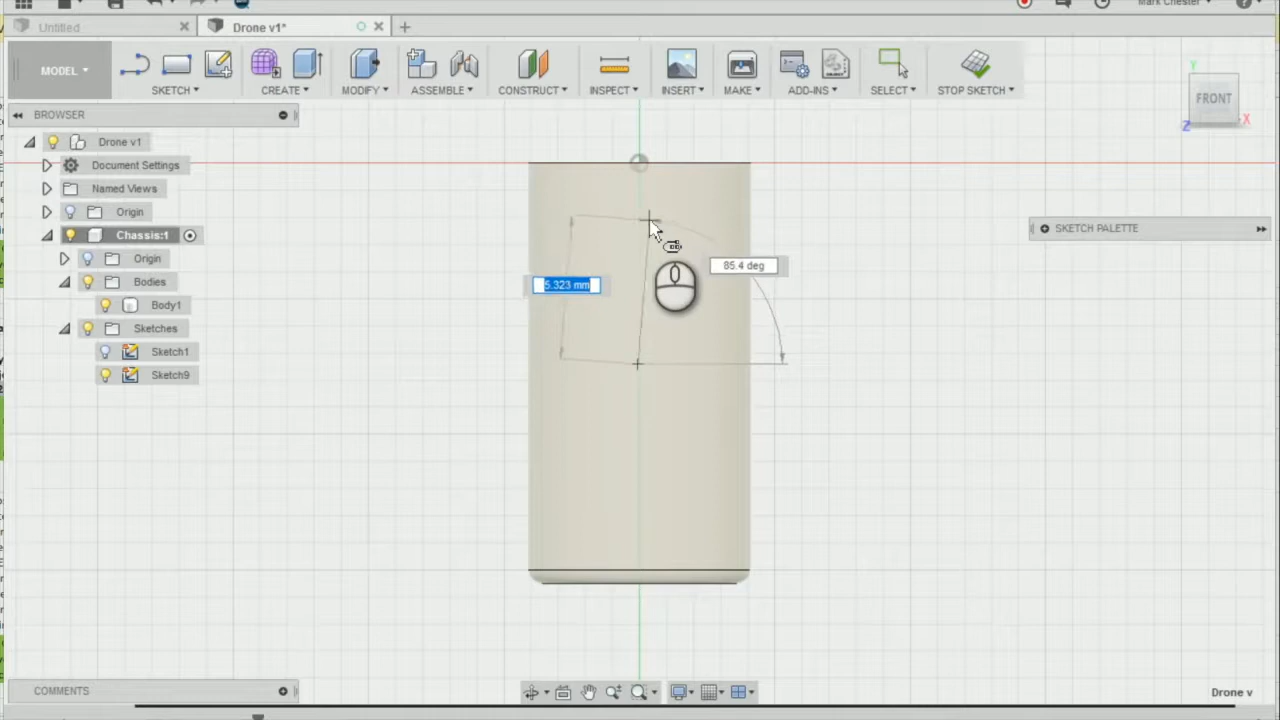 Mark Chester
Untitled
Drone v1*
MODEL
SKETCH
CREATE
MODIFY
ASSEMBLE
CONSTRUCT
INSPECT
INSERT
MAKE
ADD-INS
SELECT
STOP SKETCH
BROWSER
FRONT
Y
X
Z
Drone v1
Document Settings
Named Views
Origin
Chassis:1
Origin
Bodies
Body1
Sketches
Sketch1
Sketch9
SKETCH PALETTE
85.4 deg
5.323 mm
COMMENTS
Drone v